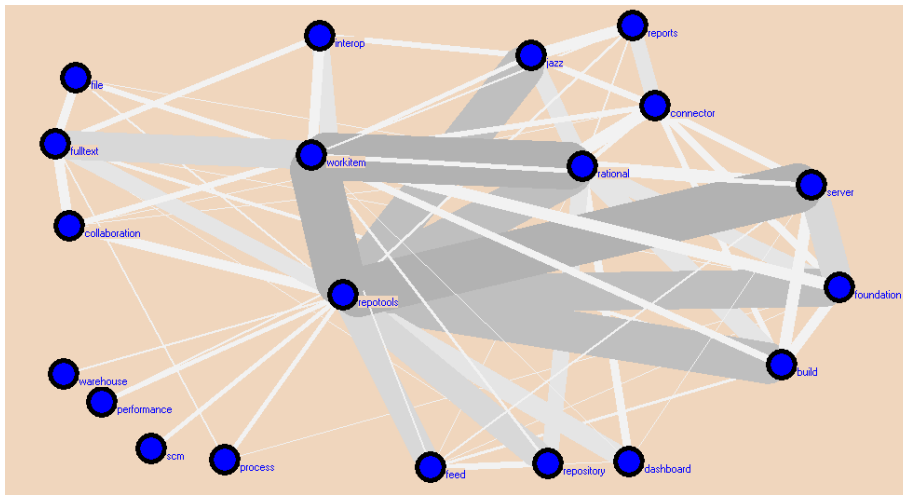 reports
interop
jazz
file
connector
fulltext
workitem
rational
server
collaboration
repotools
foundation
build
warehouse
performance
scm
process
feed
repository
dashboard